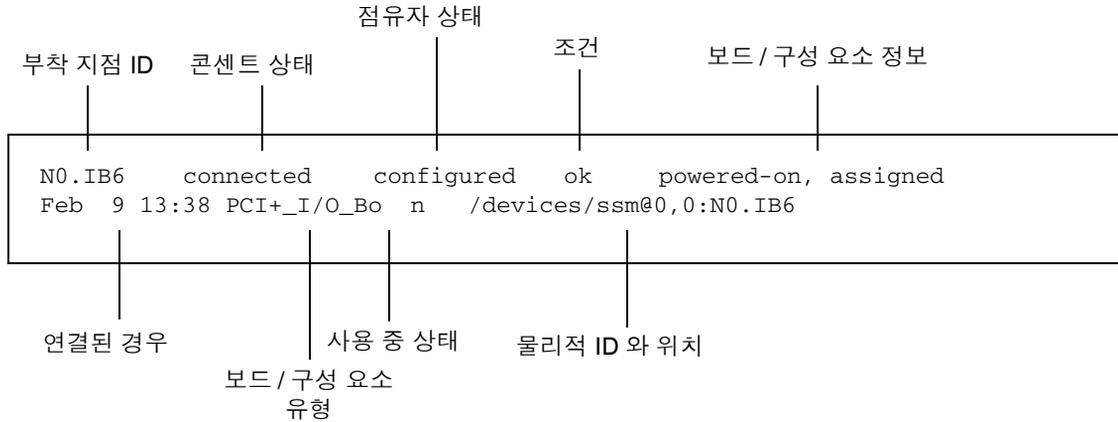 점유자 상태
부착 지점 ID 콘센트 상태 조건 보드 / 구성 요소 정보
N0.IB6 connected configured ok powered-on, assigned
Feb 9 13:38 PCI+_I/O_Bo n /devices/ssm@0,0:N0.IB6
연결된 경우 사용 중 상태 물리적 ID 와 위치
보드 / 구성 요소
유형